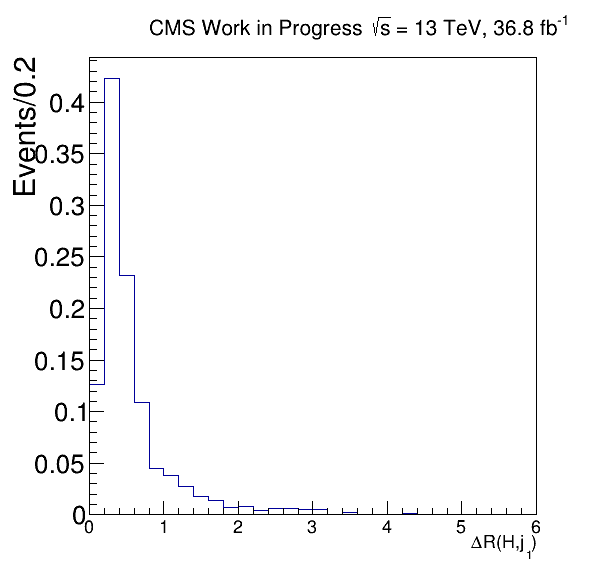 CMS Work in Progress √s = 13 TeV, 36.8 fb⁻¹
Events/0.2
0.4
0.35
0.3
0.25
0.2
0.15
0.1
0.05
0
0 1 2 3 4 5 6
ΔR(H,j₁)